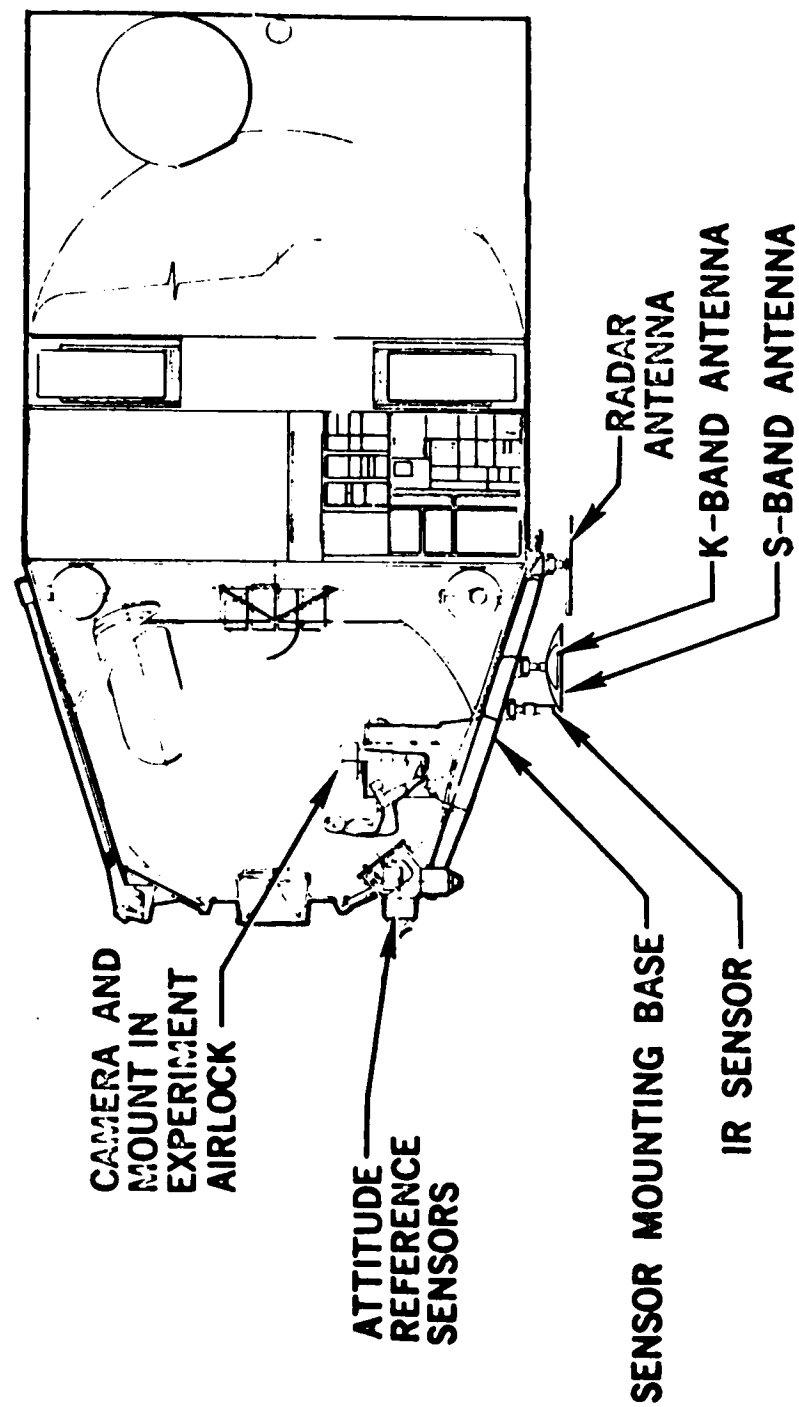 CAMERA AND
MOUNT IN
EXPERIMENT
AIRLOCK
ATTITUDE
REFERENCE
SENSORS
SENSOR MOUNTING BASE
IR SENSOR
RADAR
ANTENNA
K-BAND ANTENNA
S-BAND ANTENNA